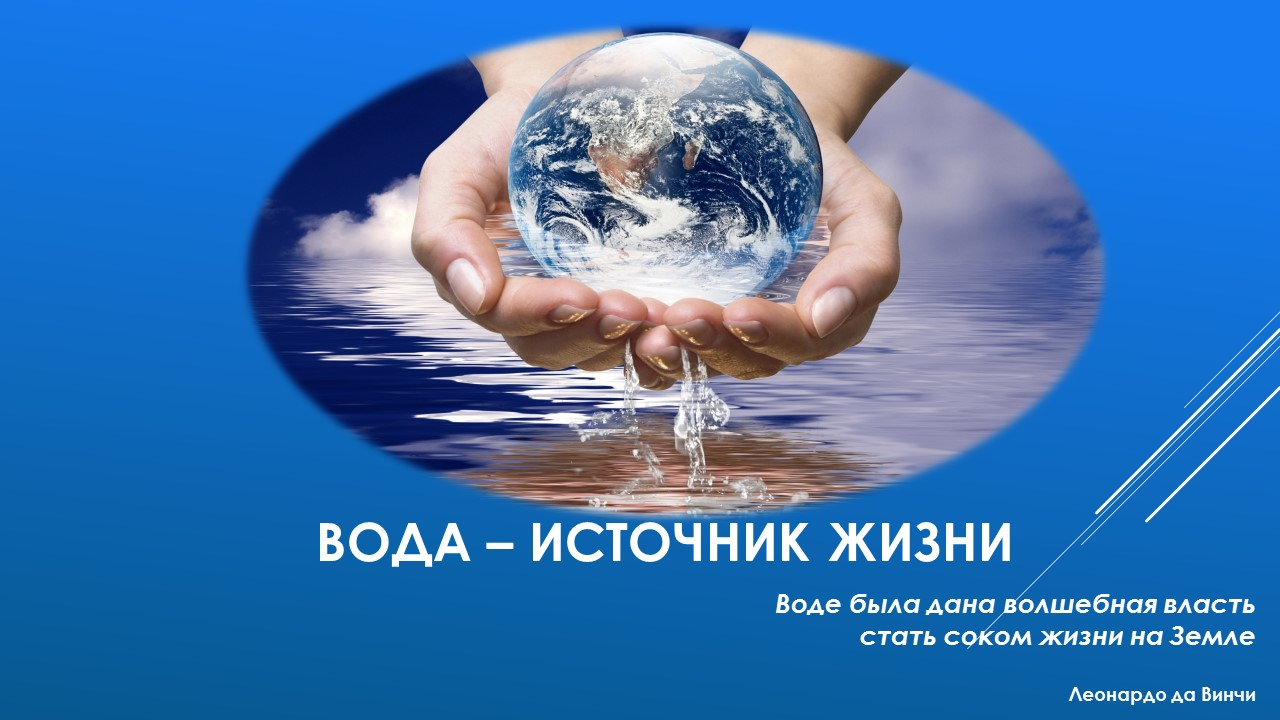 ВОДА – ИСТОЧНИК ЖИЗНИ
Воде была дана волшебная власть
стать соком жизни на Земле
Леонардо да Винчи